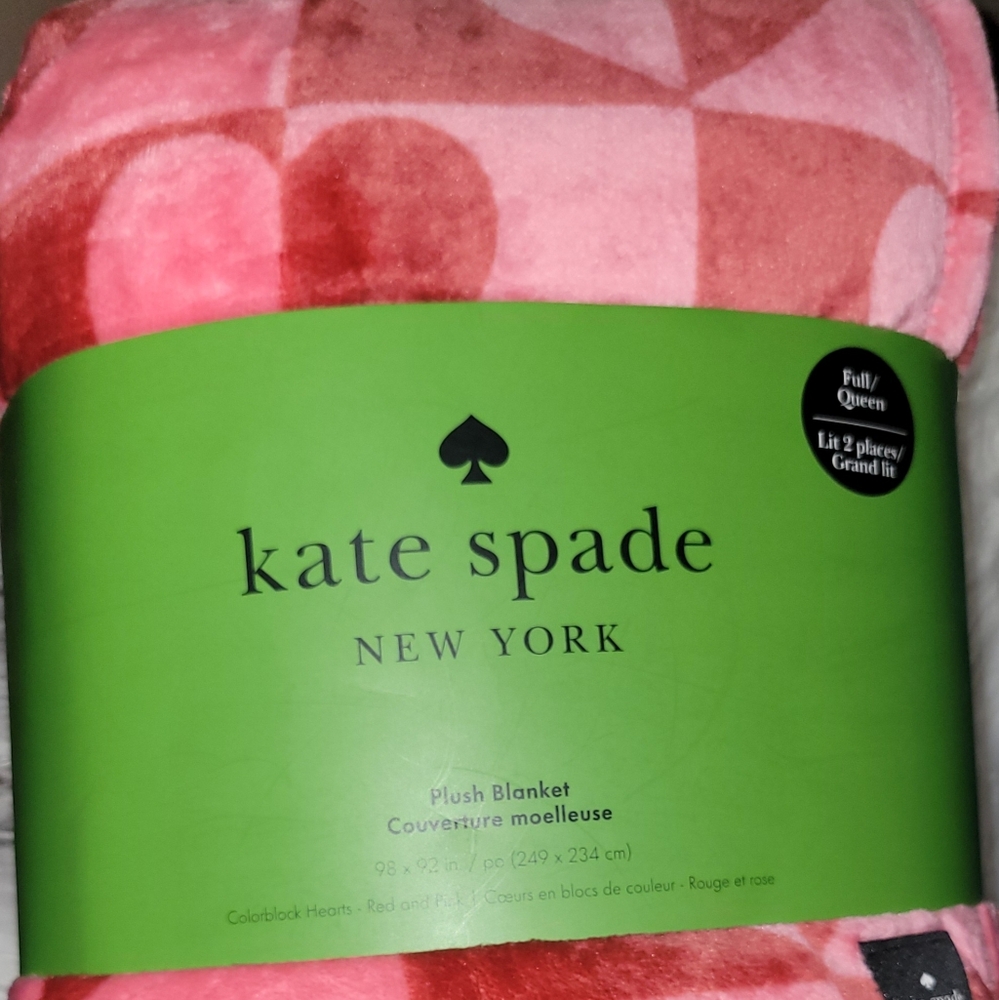 Full/
Queen
Lit 2 places/
Grand lit
kate spade
NEW YORK
Plush Blanket
Couverture moelleuse
98 x 92 in. / po (249 x 234 cm)
Colorblock Hearts - Red and Pink | Cœurs en blocs de couleur - Rouge et rose